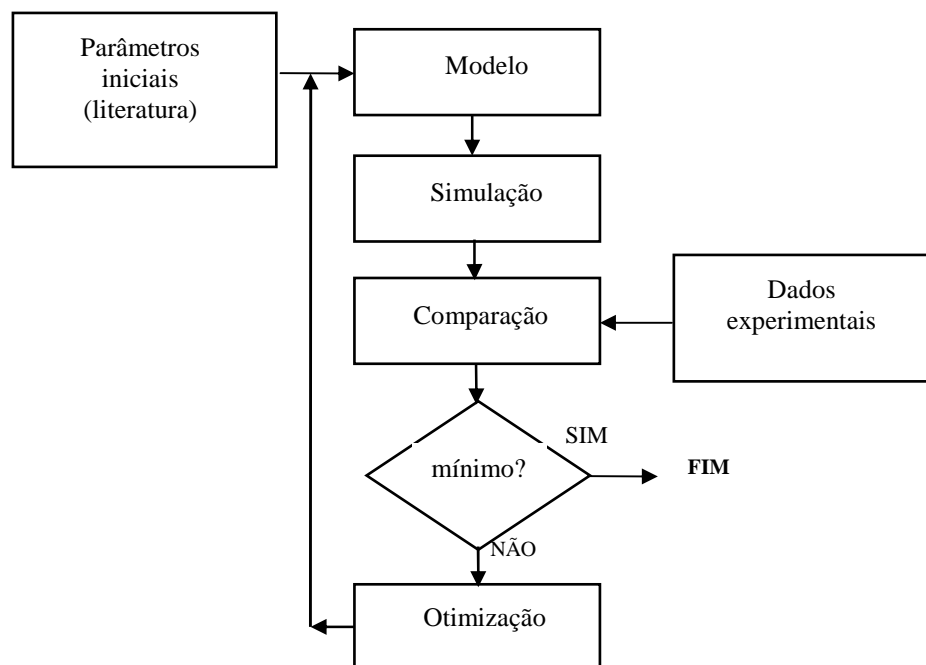 Parâmetros
iniciais
(literatura)
Modelo
Simulação
Comparação
Dados
experimentais
SIM
mínimo?
FIM
NÃO
Otimização